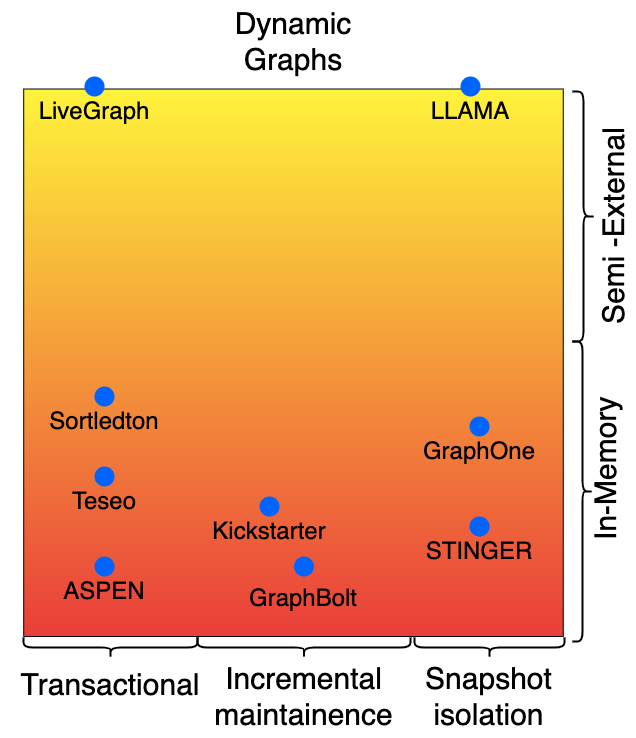 Dynamic
Graphs
LiveGraph
LLAMA
Semi -External
Sortledton
GraphOne
Teseo
Kickstarter
STINGER
In-Memory
ASPEN
GraphBolt
Transactional
Incremental
maintainence
Snapshot
isolation